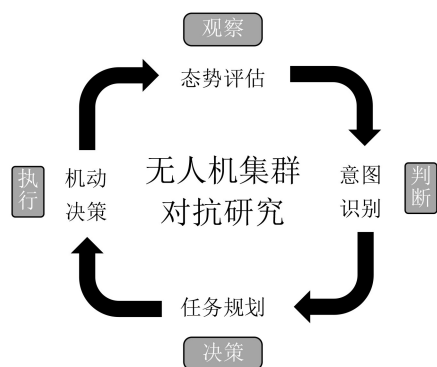 观察
态势评估
无人机集群
对抗研究
意图
识别
判
断
任务规划
决策
机动
决策
执
行